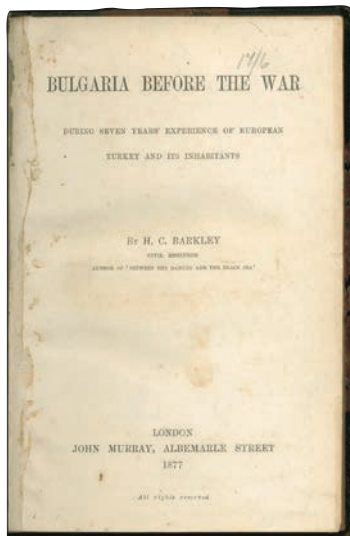 17/6
BULGARIA BEFORE THE WAR
DURING SEVEN YEARS' EXPERIENCE OF EUROPEAN
TURKEY AND ITS INHABITANTS
BY H. C. BARKLEY
CIVIL ENGINEER
AUTHOR OF 'BETWEEN THE DANUBE AND THE BLACK SEA'
LONDON
JOHN MURRAY, ALBEMARLE STREET
1877
All rights reserved